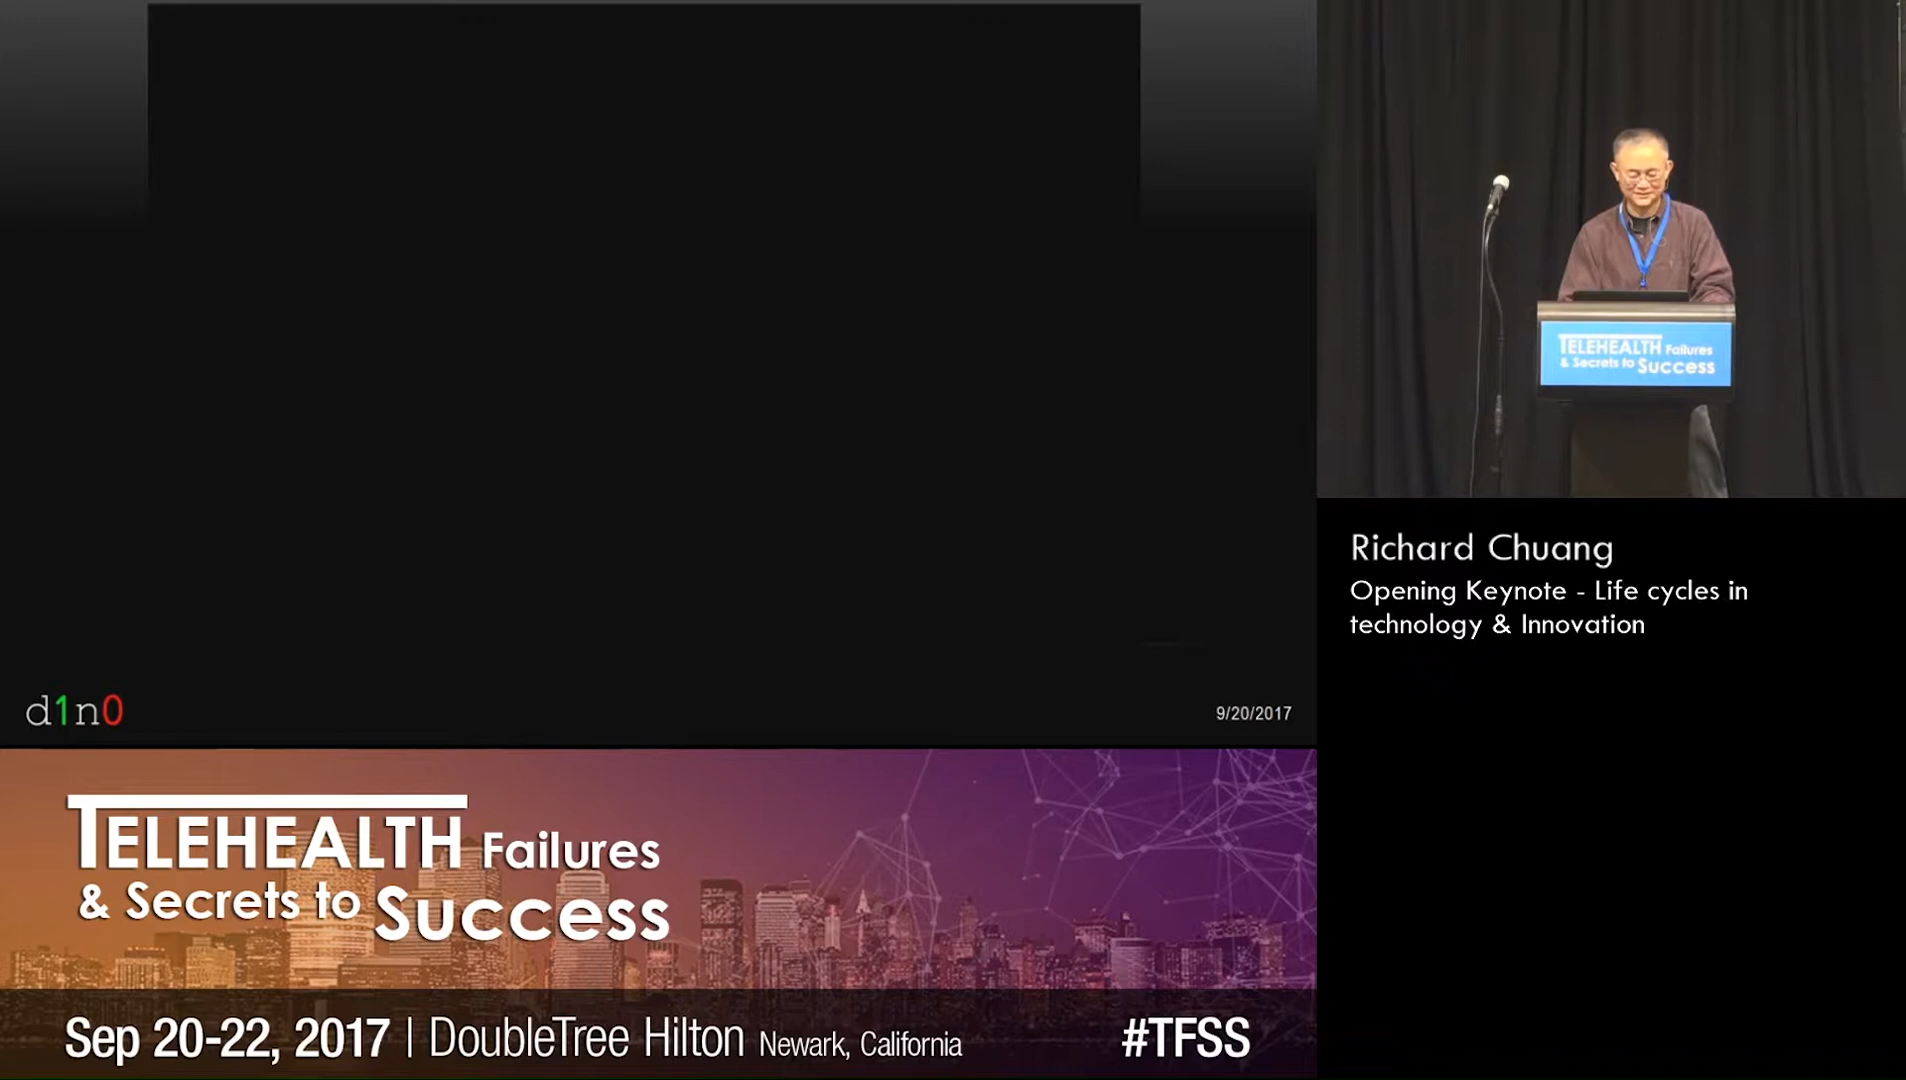 d1n0
9/20/2017
TELEHEALTH Failures
& Secrets to Success
Sep 20-22, 2017 | DoubleTree Hilton Newark, California
#TFSS
TELEHEALTH Failures
& Secrets to Success
Richard Chuang
Opening Keynote - Life cycles in
technology & Innovation